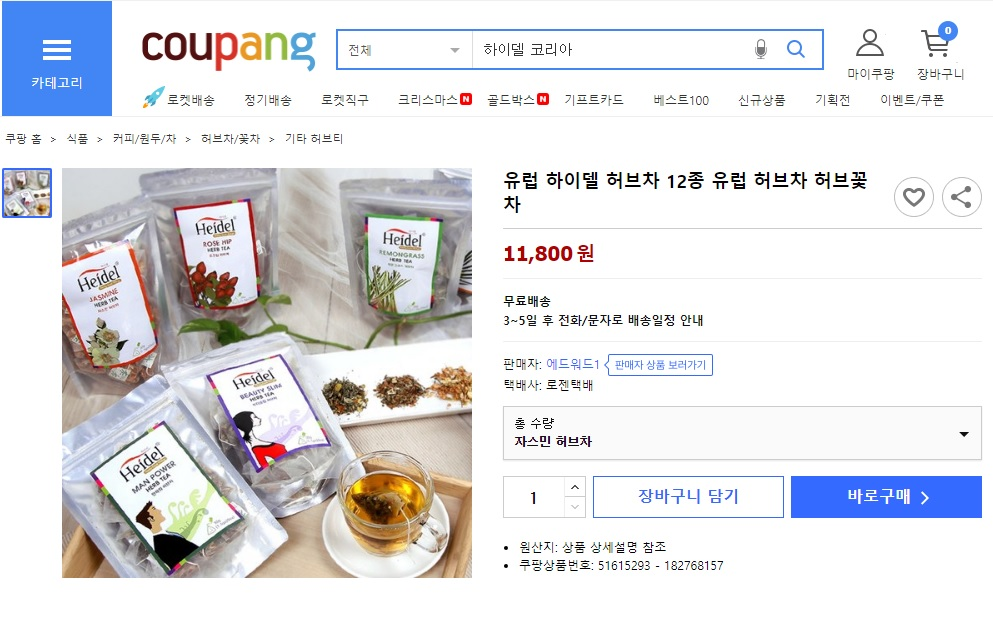 카테고리
coupang
전체
하이델 코리아
마이쿠팡
0
장바구니
로켓배송 정기배송 로켓직구 크리스마스 N 골드박스 N 기프트카드 베스트100 신규상품 기획전 이벤트/쿠폰
쿠팡 홈 > 식품 > 커피/원두/차 > 허브차/꽃차 > 기타 허브티
Heidel
ROSE HIP
HERB TEA
Heidel
LEMONGRASS
HERB TEA
Heidel
JASMINE
HERB TEA
Heidel
BEAUTY SLIM
HERB TEA
Heidel
MAN POWER
HERB TEA
유럽 하이델 허브차 12종 유럽 허브차 허브꽃
차
11,800 원
무료배송
3~5일 후 전화/문자로 배송일정 안내
판매자: 에드워드1 판매자 상품 보러가기
택배사: 로젠택배
총 수량
자스민 허브차
1
장바구니 담기
바로구매 >
• 원산지: 상품 상세설명 참조
• 쿠팡상품번호: 51615293 - 182768157